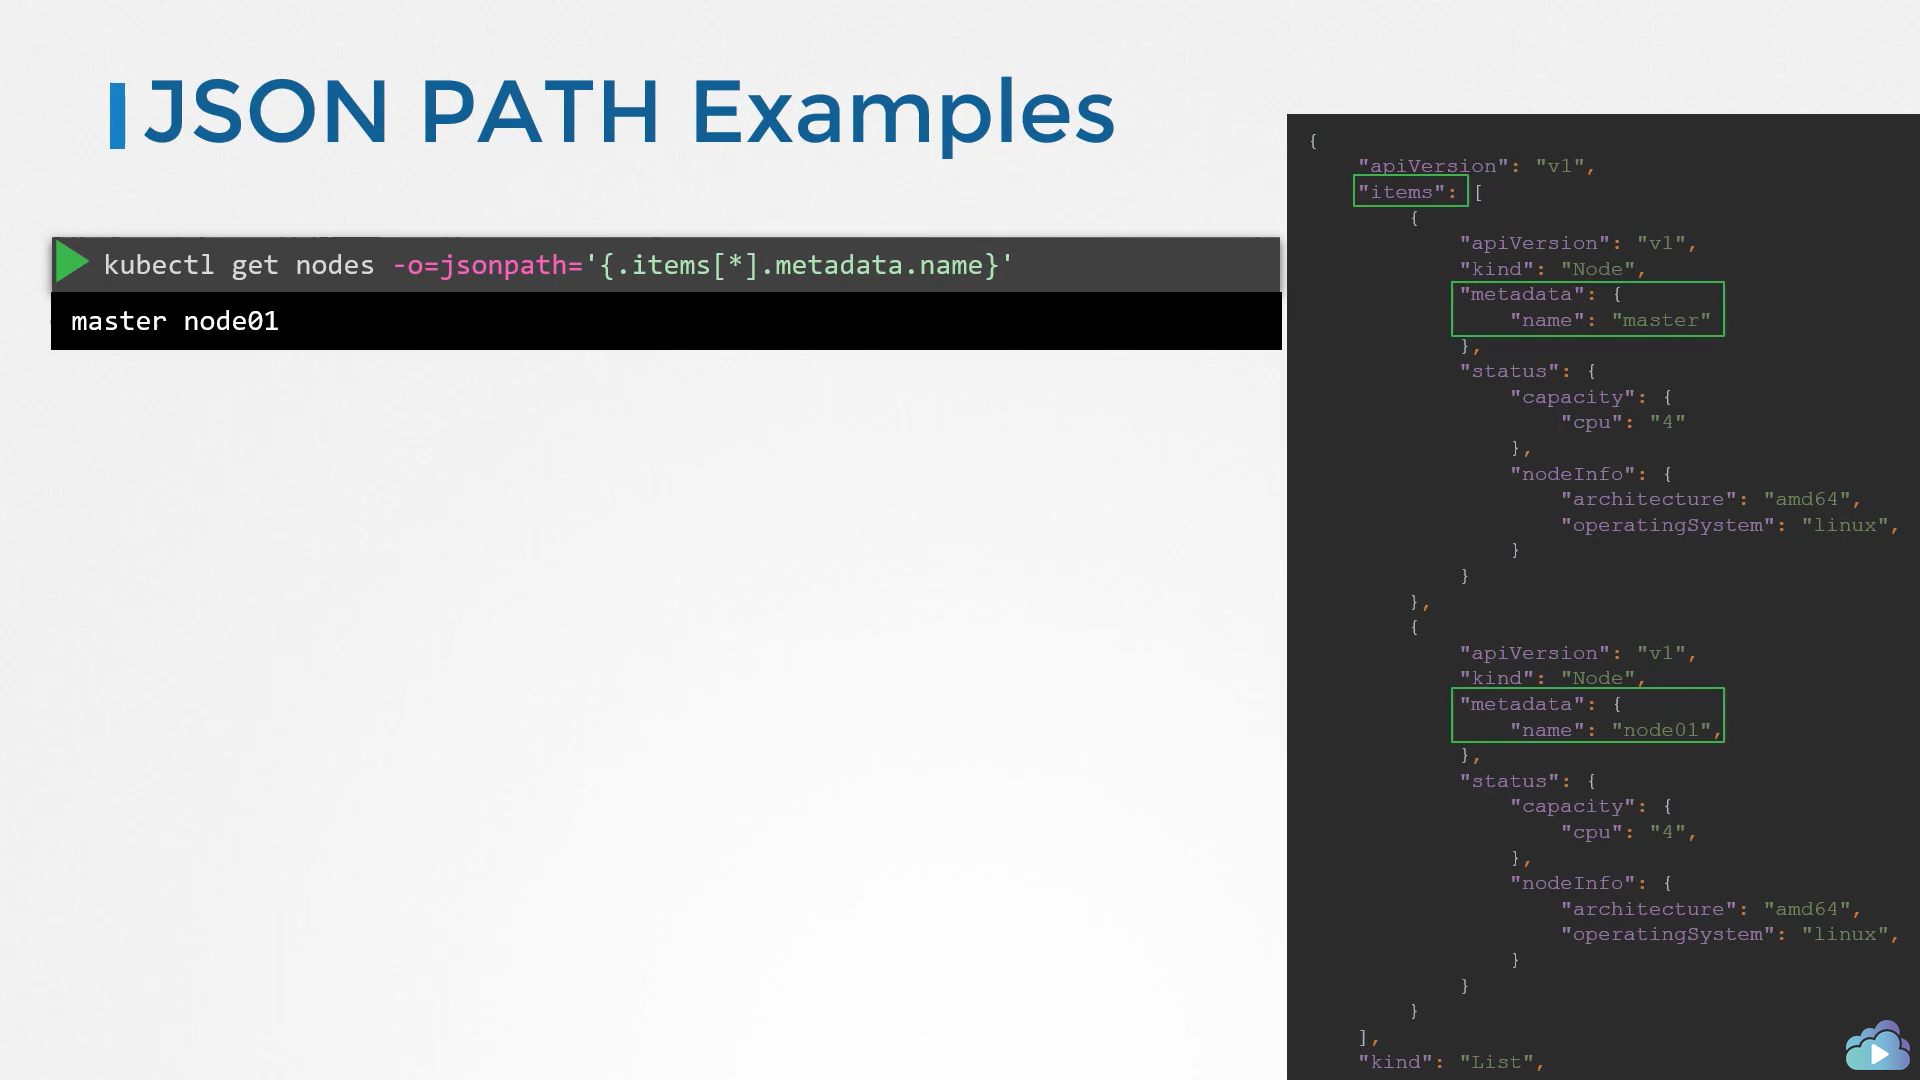 JSON PATH Examples
kubectl get nodes -o=jsonpath='{.items[*].metadata.name}'
master node01
{
"apiVersion": "v1",
"items": [
{
"apiVersion": "v1",
"kind": "Node",
"metadata": {
"name": "master"
},
"status": {
"capacity": {
"cpu": "4"
},
"nodeInfo": {
"architecture": "amd64",
"operatingSystem": "linux",
}
}
},
{
"apiVersion": "v1",
"kind": "Node",
"metadata": {
"name": "node01",
},
"status": {
"capacity": {
"cpu": "4",
},
"nodeInfo": {
"architecture": "amd64",
"operatingSystem": "linux",
}
}
}
],
"kind": "List",